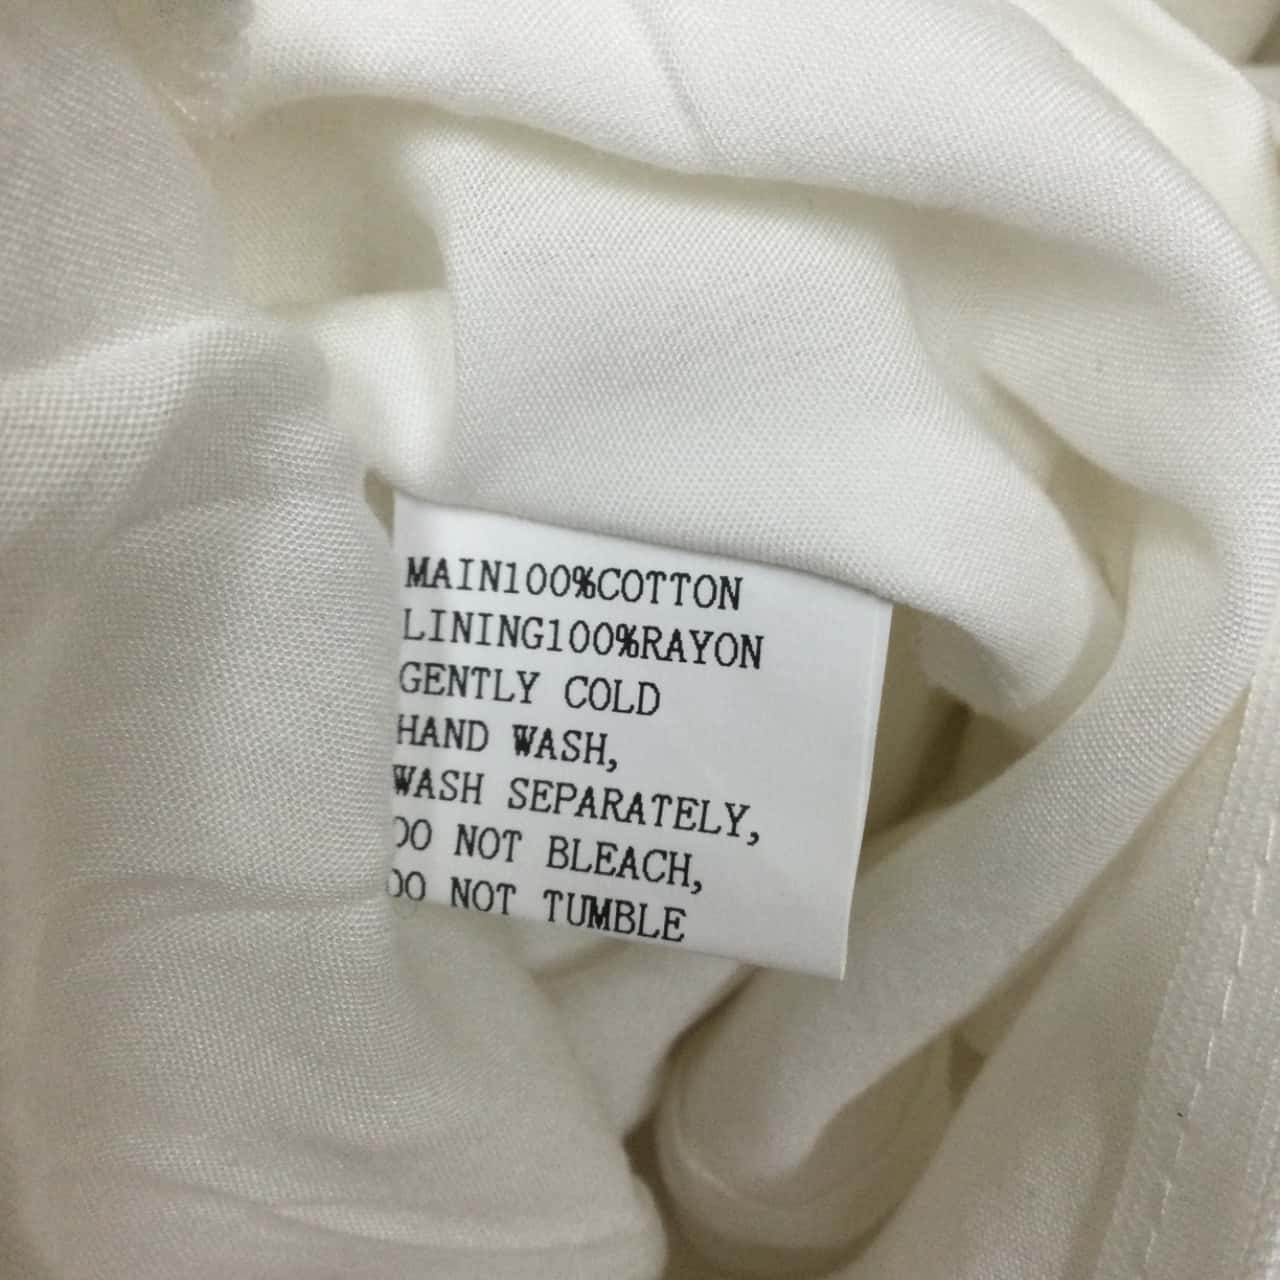 MAIN100%COTTON
LINING100%RAYON
GENTLY COLD
HAND WASH,
WASH SEPARATELY,
DO NOT BLEACH,
DO NOT TUMBLE